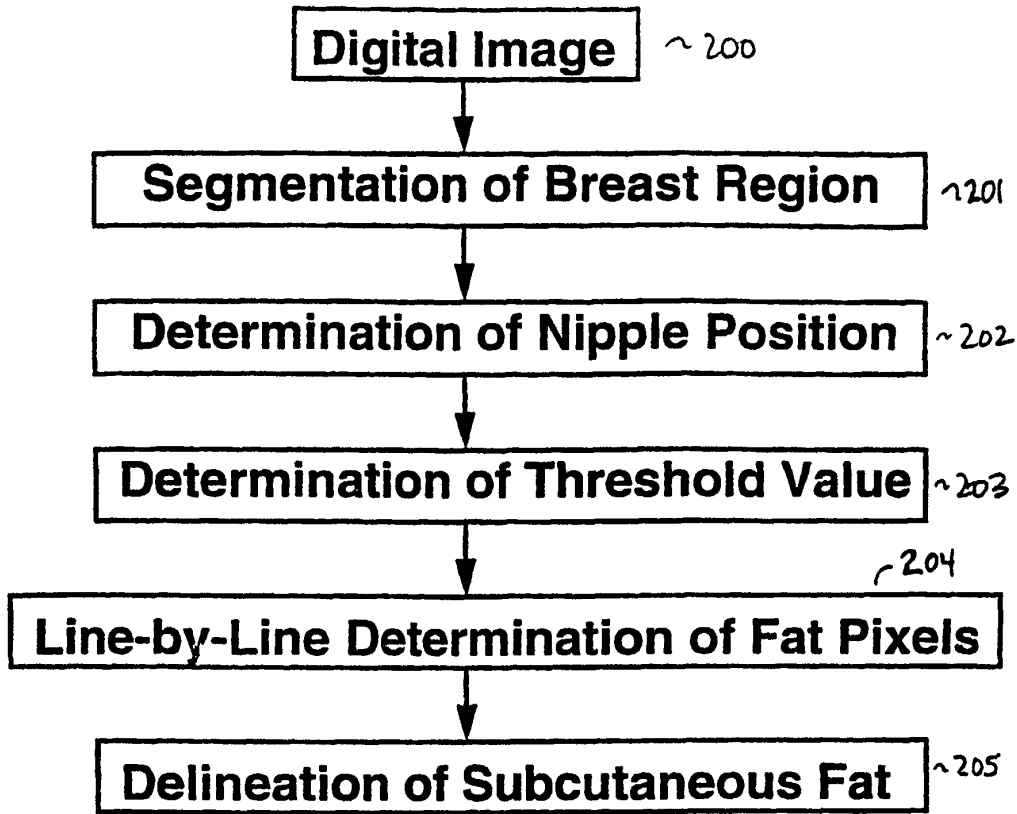 Digital Image ~200
Segmentation of Breast Region ~201
Determination of Nipple Position ~202
Determination of Threshold Value ~203
204
Line-by-Line Determination of Fat Pixels
Delineation of Subcutaneous Fat ~205